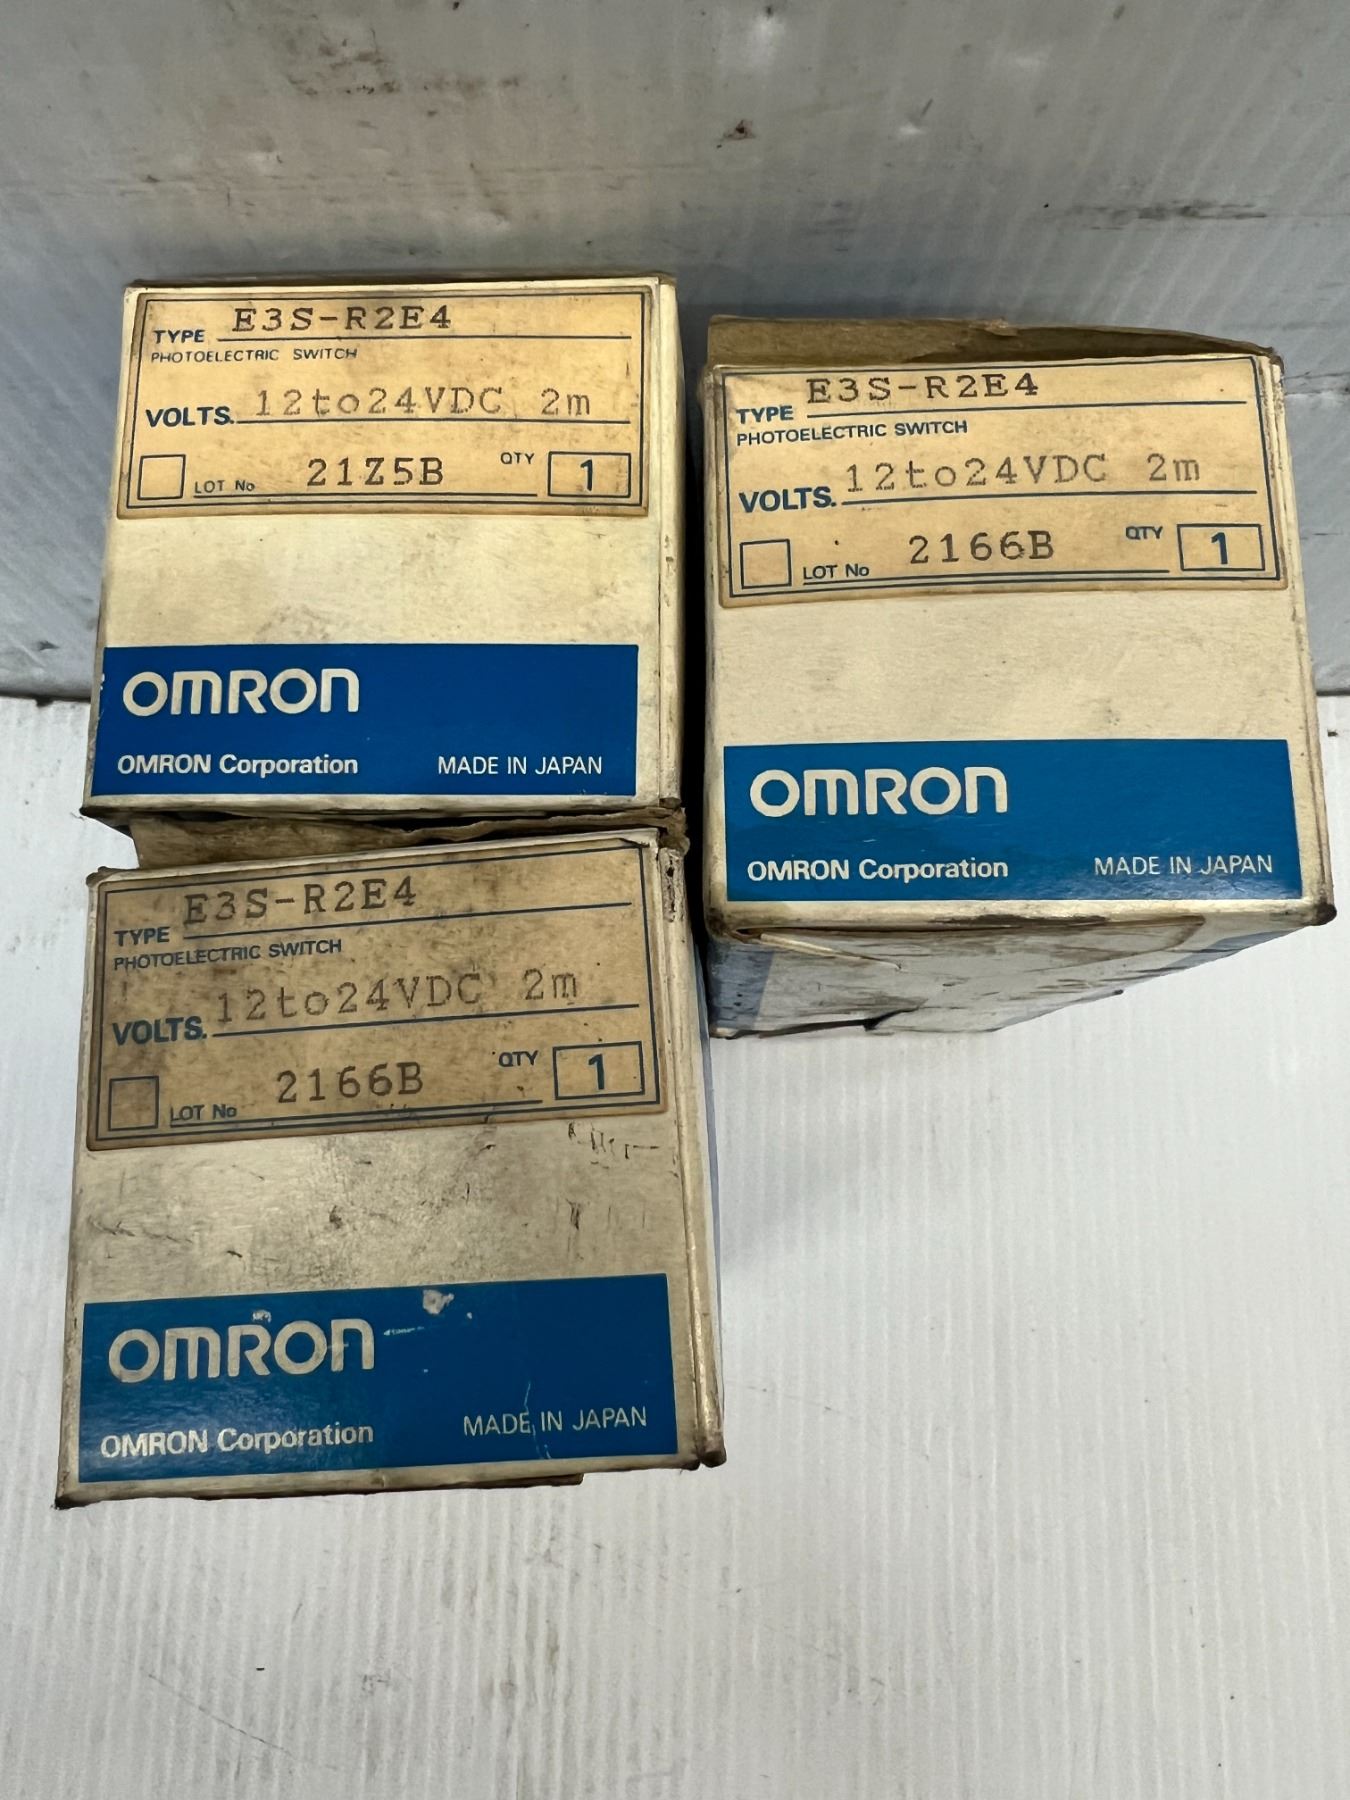 TYPE E3S-R2E4
PHOTOELECTRIC SWITCH
VOLTS. 12to24VDC 2m
LOT No 21Z5B QTY 1
OMRON
OMRON Corporation MADE IN JAPAN
TYPE E3S-R2E4
PHOTOELECTRIC SWITCH
VOLTS. 12to24VDC 2m
LOT No 2166B QTY 1
OMRON
OMRON Corporation MADE IN JAPAN
TYPE E3S-R2E4
PHOTOELECTRIC SWITCH
VOLTS. 12to24VDC 2m
LOT No 2166B QTY 1
OMRON
OMRON Corporation MADE IN JAPAN